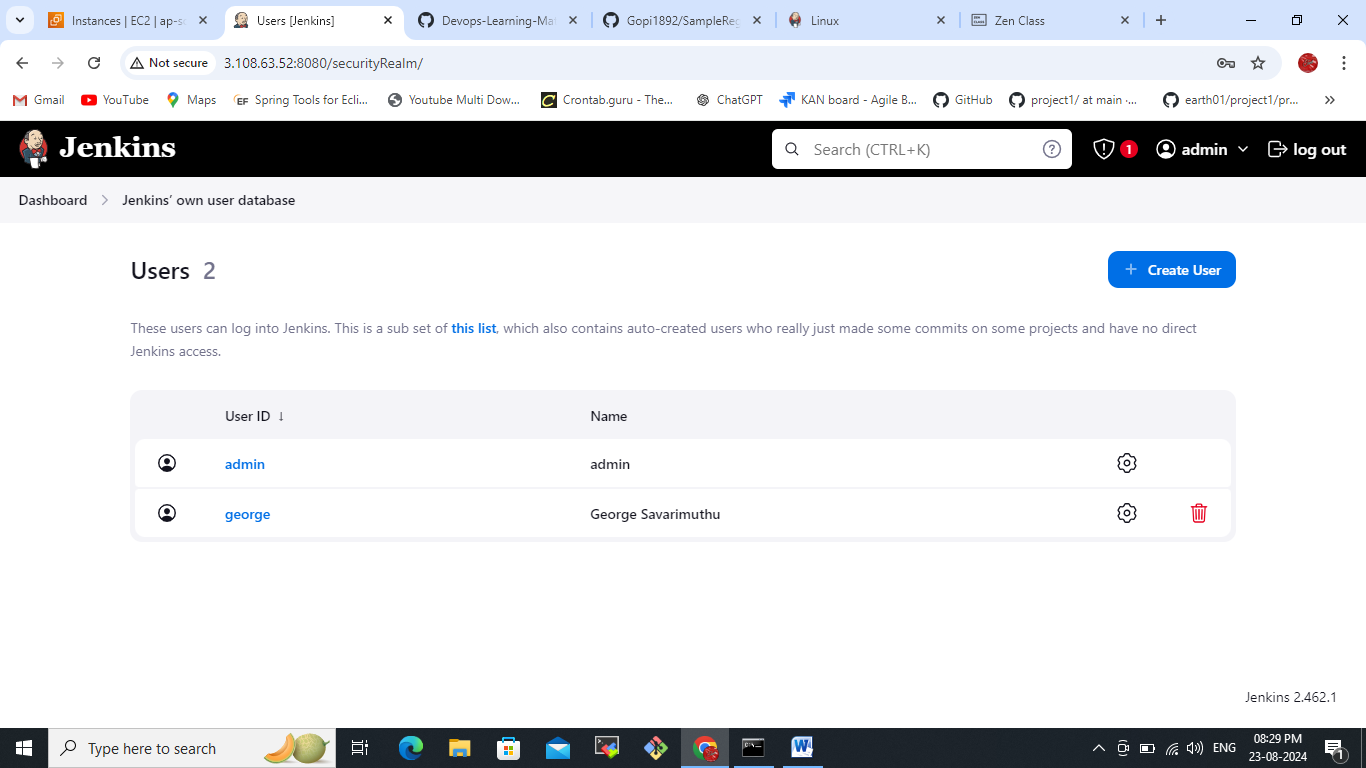 Instances | EC2 | ap-sc
Users [Jenkins]
Devops-Learning-Mat
Gopi1892/SampleReg
Linux
Zen Class
Not secure
3.108.63.52:8080/securityRealm/
Gmail
YouTube
Maps
EF Spring Tools for Ecli...
Youtube Multi Dow...
Crontab.guru - The...
ChatGPT
KAN board - Agile B...
GitHub
project1/ at main ·...
earth01/project1/pr...
Jenkins
Search (CTRL+K)
1
admin
log out
Dashboard
Jenkins’ own user database
Users 2
+ Create User
These users can log into Jenkins. This is a sub set of this list, which also contains auto-created users who really just made some commits on some projects and have no direct
Jenkins access.
User ID ↓ Name
admin admin
george George Savarimuthu
Jenkins 2.462.1
Type here to search
ENG
08:29 PM
23-08-2024
1